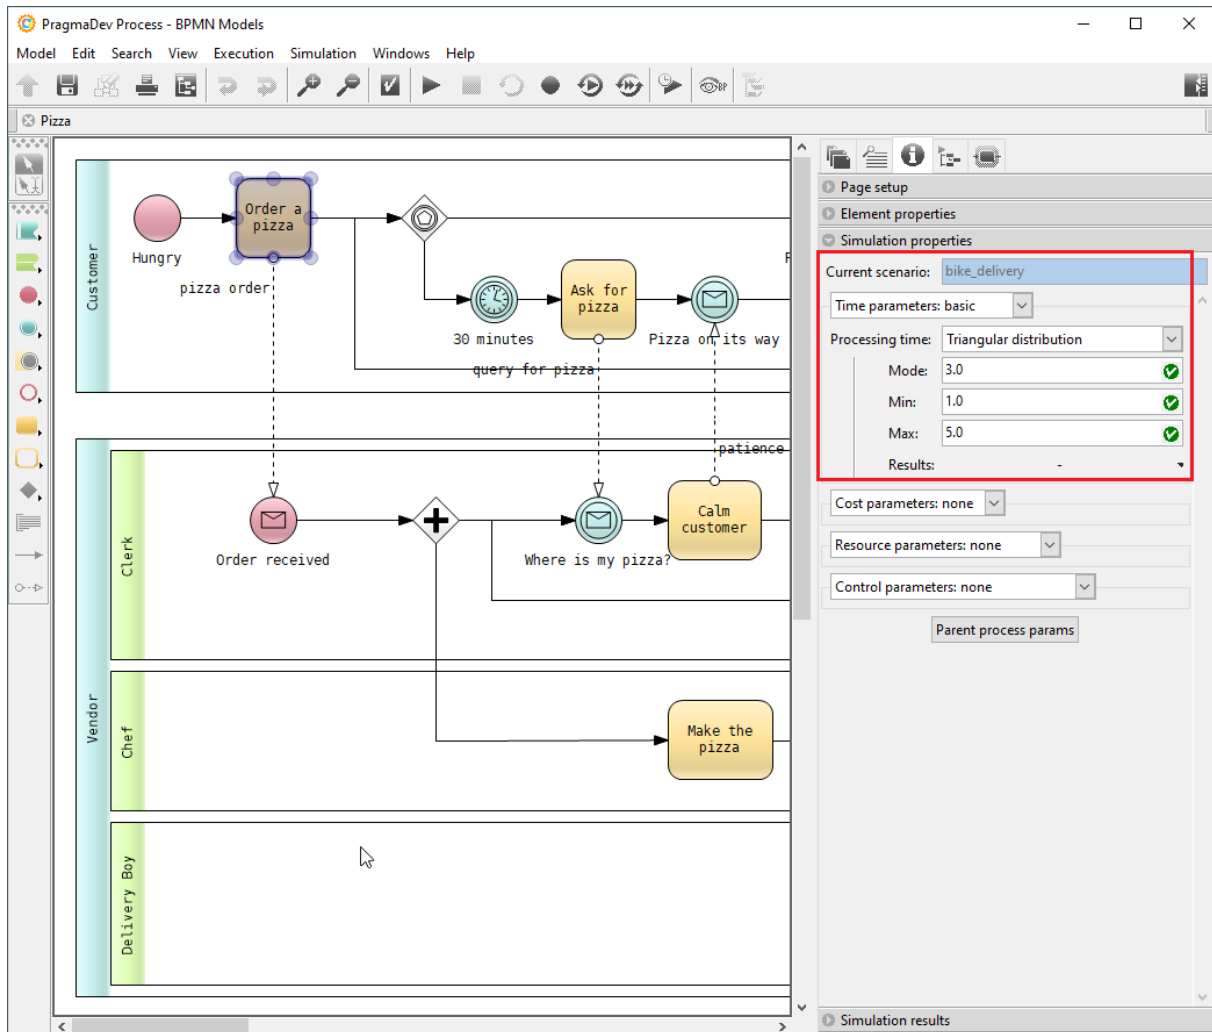 PragmaDev Process - BPMN Models
Model Edit Search View Execution Simulation Windows Help
BP
Pizza
Customer
Hungry
Order a
pizza
pizza order
30 minutes
Ask for
pizza
Pizza on its way
query for pizza
patience
Vendor
Clerk
Order received
Where is my pizza?
Calm
customer
Chef
Make the
pizza
Delivery Boy
Page setup
Element properties
Simulation properties
Current scenario: bike_delivery
Time parameters: basic
Processing time: Triangular distribution
Mode: 3.0
Min: 1.0
Max: 5.0
Results: -
Cost parameters: none
Resource parameters: none
Control parameters: none
Parent process params
Simulation results